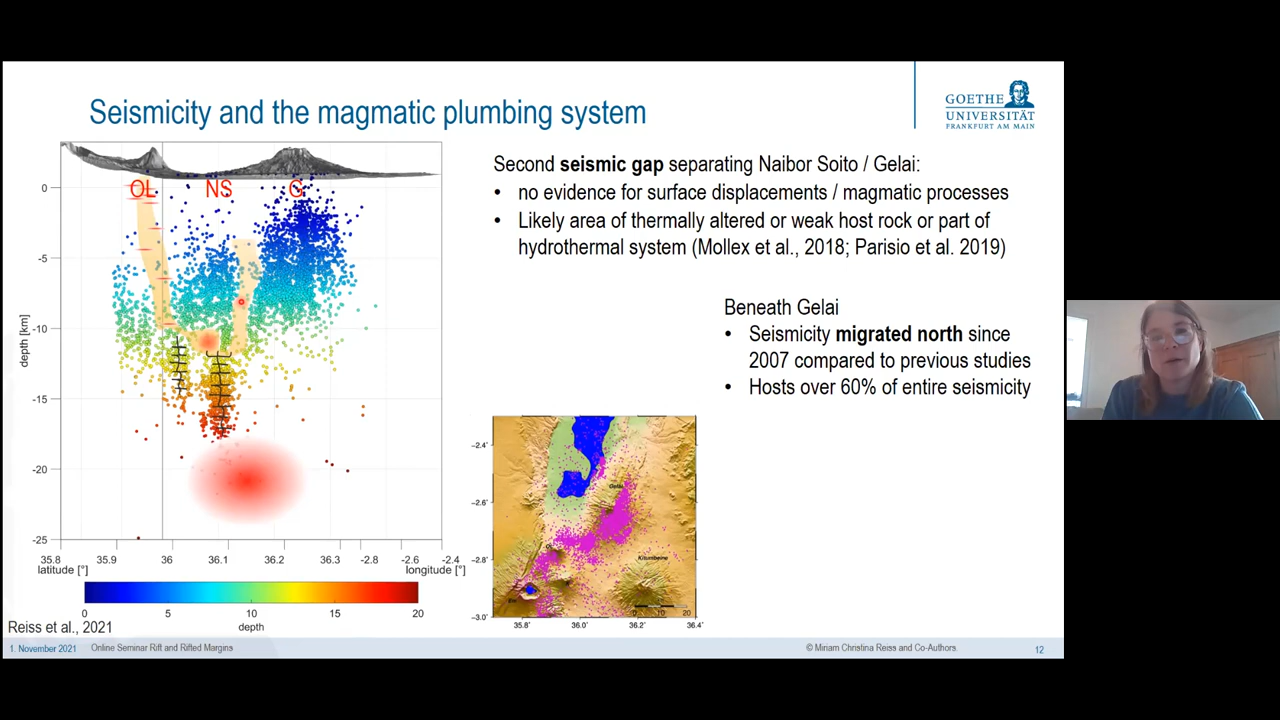 Seismicity and the magmatic plumbing system
GOETHE
UNIVERSITÄT
FRANKFURT AM MAIN
OL NS G
0
-5
-10
-15
-20
-25
depth [km]
35.8 35.9 36 36.1 36.2 36.3 -2.8 -2.6 -2.4
latitude [°] longitude [°]
0 5 10 15 20
depth
Reiss et al., 2021
Second seismic gap separating Naibor Soito / Gelai:
• no evidence for surface displacements / magmatic processes
• Likely area of thermally altered or weak host rock or part of
hydrothermal system (Mollex et al., 2018; Parisio et al. 2019)
Beneath Gelai
• Seismicity migrated north since
2007 compared to previous studies
• Hosts over 60% of entire seismicity
-2.4˚
-2.6˚
-2.8˚
-3.0˚
Gelai
Kitumbeine
0 10 20
35.8˚ 36.0˚ 36.2˚ 36.4˚
1. November 2021 Online Seminar Rift and Rifted Margins © Miriam Christina Reiss and Co-Authors. 12